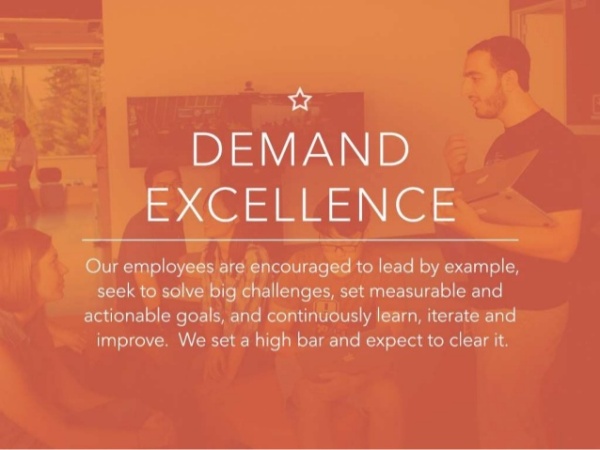 DEMAND
EXCELLENCE
Our employees are encouraged to lead by example,
seek to solve big challenges, set measurable and
actionable goals, and continuously learn, iterate and
improve.  We set a high bar and expect to clear it.